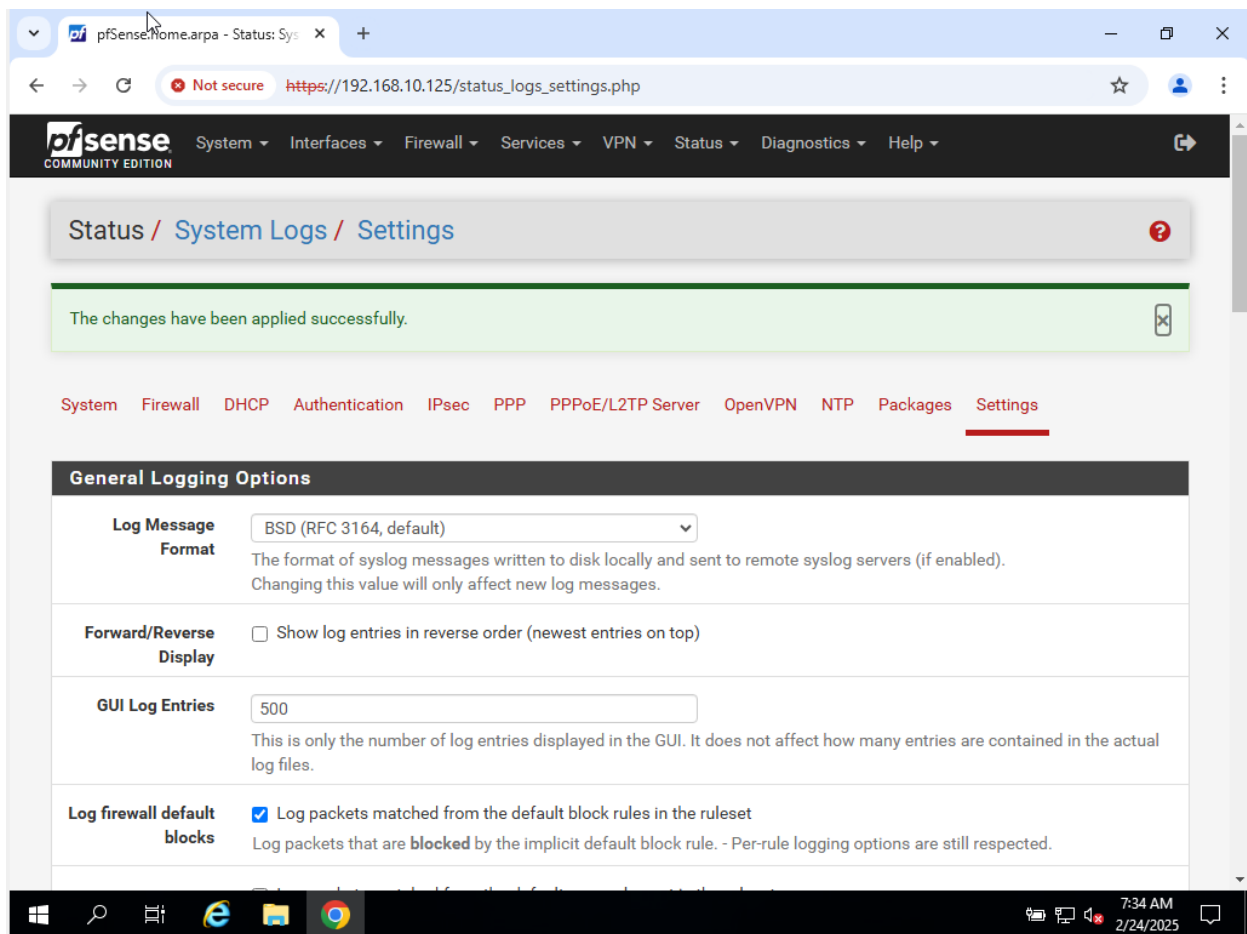 pfSense.home.arpa - Status: Sys
Not secure https://192.168.10.125/status_logs_settings.php
pfsense System Interfaces Firewall Services VPN Status Diagnostics Help
COMMUNITY EDITION
Status / System Logs / Settings
The changes have been applied successfully.
System Firewall DHCP Authentication IPsec PPP PPPoE/L2TP Server OpenVPN NTP Packages Settings
General Logging Options
Log Message Format
BSD (RFC 3164, default)
The format of syslog messages written to disk locally and sent to remote syslog servers (if enabled).
Changing this value will only affect new log messages.
Forward/Reverse Display
Show log entries in reverse order (newest entries on top)
GUI Log Entries
500
This is only the number of log entries displayed in the GUI. It does not affect how many entries are contained in the actual
log files.
Log firewall default blocks
Log packets matched from the default block rules in the ruleset
Log packets that are blocked by the implicit default block rule. - Per-rule logging options are still respected.
7:34 AM
2/24/2025